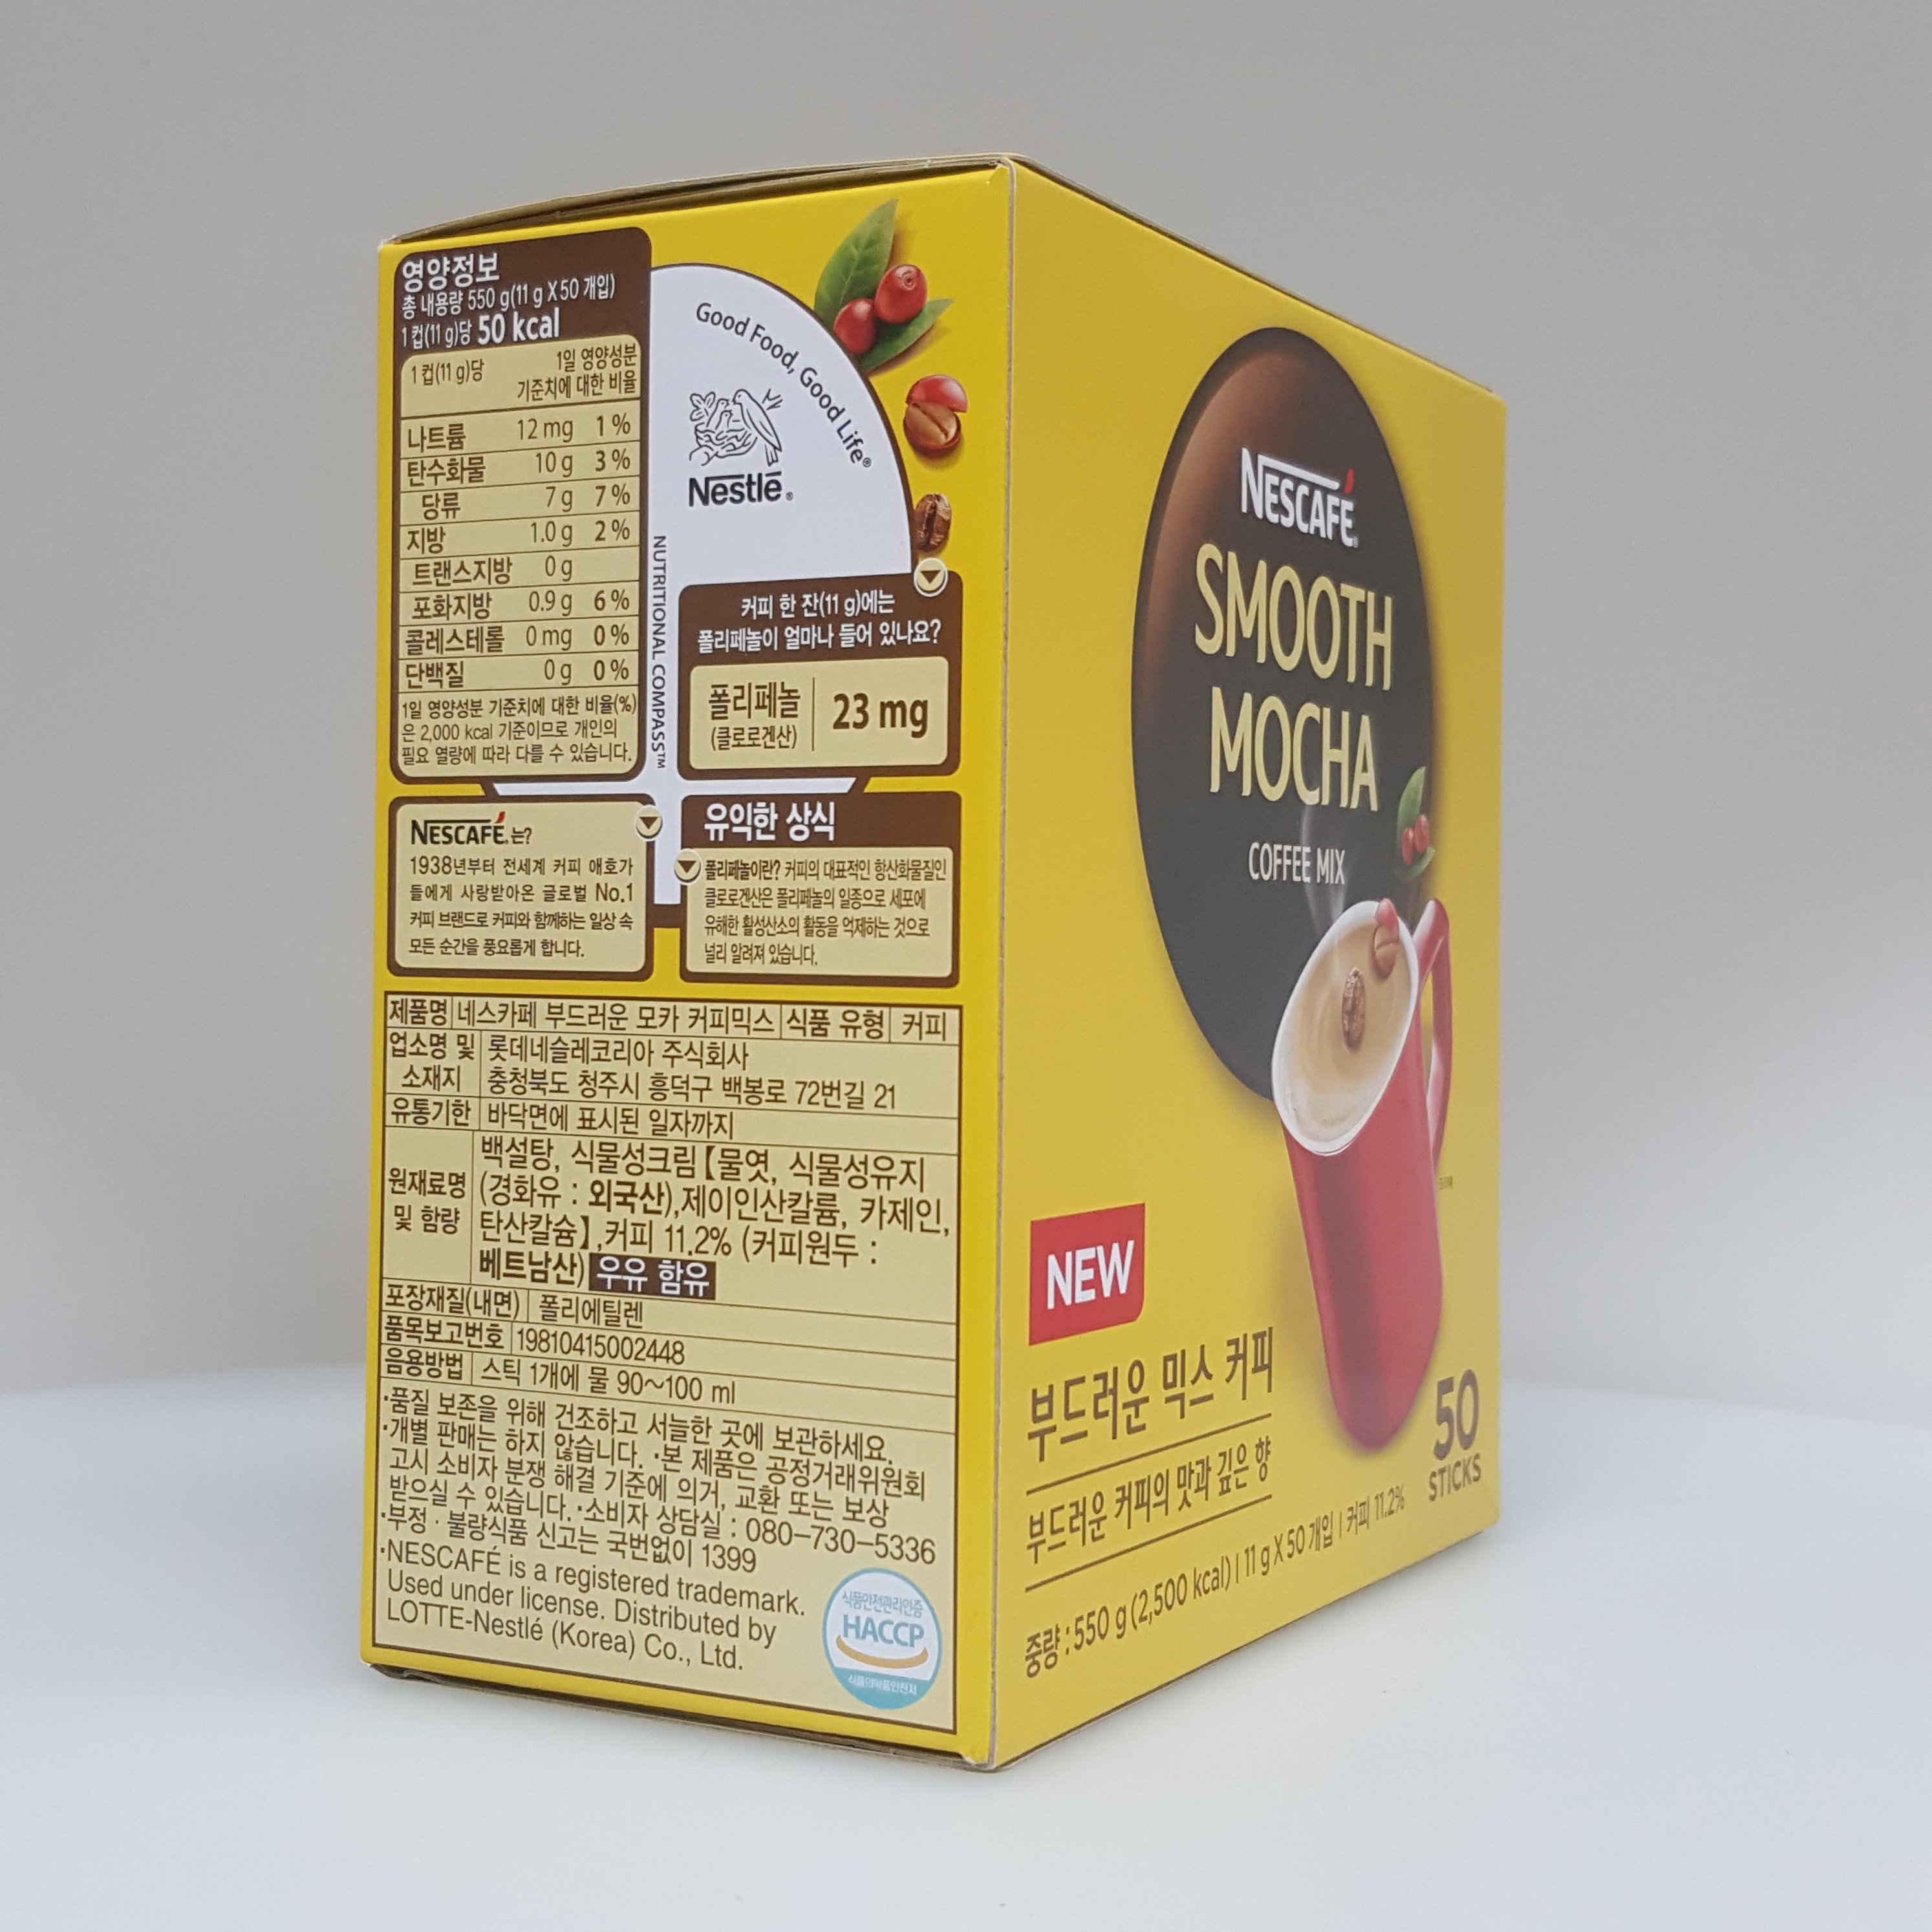 영양정보
총 내용량 550 g(11 g X 50 개입)
1 컵(11 g)당 50 kcal
1 컵(11 g)당
1일 영양성분
기준치에 대한 비율
나트륨 12 mg 1 %
탄수화물 10 g 3 %
당류 7 g 7 %
지방 1.0 g 2 %
트랜스지방 0 g
포화지방 0.9 g 6 %
콜레스테롤 0 mg 0 %
단백질 0 g 0 %
1일 영양성분 기준치에 대한 비율(%)
은 2,000 kcal 기준이므로 개인의
필요 열량에 따라 다를 수 있습니다.
Good Food, Good Life®
Nestlé®
NUTRITIONAL COMPASS™
커피 한 잔(11 g)에는
폴리페놀이 얼마나 들어 있나요?
폴리페놀
(클로로겐산)
23 mg
NESCAFÉ®는?
1938년부터 전세계 커피 애호가
들에게 사랑받아온 글로벌 No.1
커피 브랜드로 커피와 함께하는 일상 속
모든 순간을 풍요롭게 합니다.
유익한 상식
폴리페놀이란? 커피의 대표적인 항산화물질인
클로로겐산은 폴리페놀의 일종으로 세포에
유해한 활성산소의 활동을 억제하는 것으로
널리 알려져 있습니다.
제품명 네스카페 부드러운 모카 커피믹스 식품 유형 커피
업소명 및 롯데네슬레코리아 주식회사
소재지 충청북도 청주시 흥덕구 백봉로 72번길 21
유통기한 바닥면에 표시된 일자까지
원재료명
및 함량
백설탕, 식물성크림【물엿, 식물성유지
(경화유 : 외국산),제이인산칼륨, 카제인,
탄산칼슘】,커피 11.2% (커피원두 :
베트남산) 우유 함유
포장재질(내면) 폴리에틸렌
품목보고번호 19810415002448
음용방법 스틱 1개에 물 90~100 ml
·품질 보존을 위해 건조하고 서늘한 곳에 보관하세요.
·개별 판매는 하지 않습니다. ·본 제품은 공정거래위원회
고시 소비자 분쟁 해결 기준에 의거, 교환 또는 보상
받으실 수 있습니다. ·소비자 상담실 : 080-730-5336
·부정 · 불량식품 신고는 국번없이 1399
·NESCAFÉ is a registered trademark.
Used under license. Distributed by
LOTTE-Nestlé (Korea) Co., Ltd.
식품안전관리인증
HACCP
식품의약품안전처
NESCAFÉ®
SMOOTH
MOCHA
COFFEE MIX
NEW
부드러운 믹스 커피
부드러운 커피의 맛과 깊은 향
중량 : 550 g (2,500 kcal) | 11 g X 50 개입 | 커피 11.2%
50
STICKS